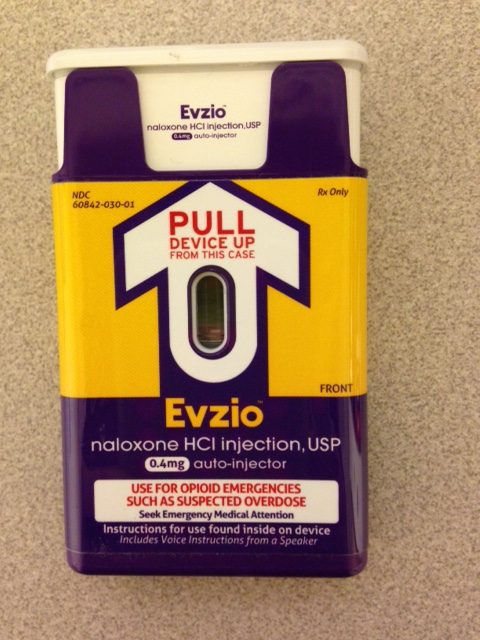 Evzio™
naloxone HCl injection, USP
0.4mg auto-injector
NDC
60842-030-01
Rx Only
PULL
DEVICE UP
FROM THIS CASE
FRONT
Evzio™
naloxone HCl injection, USP
0.4mg auto-injector
USE FOR OPIOID EMERGENCIES
SUCH AS SUSPECTED OVERDOSE
Seek Emergency Medical Attention
Instructions for use found inside on device
Includes Voice Instructions from a Speaker